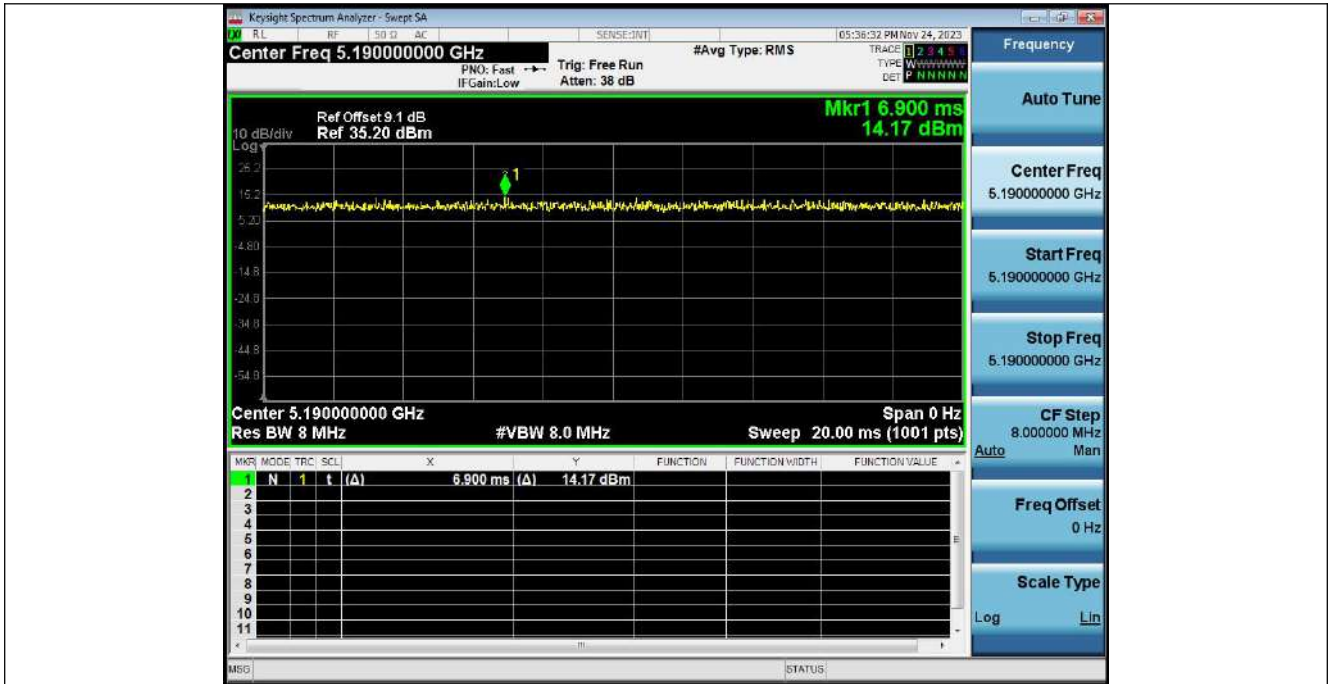 Keysight Spectrum Analyzer - Swept SA
RL RF 50 Ω AC SENSE:INT 05:36:32 PM Nov 24, 2023
Center Freq 5.190000000 GHz #Avg Type: RMS TRACE 1 2 3 4 5 6
PNO: Fast Trig: Free Run TYPE WWWWWW
IFGain:Low Atten: 38 dB DET P N N N N N
Ref Offset 9.1 dB Mkr1 6.900 ms
10 dB/div Ref 35.20 dBm 14.17 dBm
Log
1
25.2
15.2
5.20
-4.80
-14.8
-24.8
-34.8
-44.8
-54.8
Center 5.190000000 GHz Span 0 Hz
Res BW 8 MHz #VBW 8.0 MHz Sweep 20.00 ms (1001 pts)
MKR MODE TRC SCL X Y FUNCTION FUNCTION WIDTH FUNCTION VALUE
1 N 1 t (Δ) 6.900 ms (Δ) 14.17 dBm
2
3
4
5
6
7
8
9
10
11
MSG STATUS
Frequency
Auto Tune
Center Freq
5.190000000 GHz
Start Freq
5.190000000 GHz
Stop Freq
5.190000000 GHz
CF Step
8.000000 MHz
Auto Man
Freq Offset
0 Hz
Scale Type
Log Lin